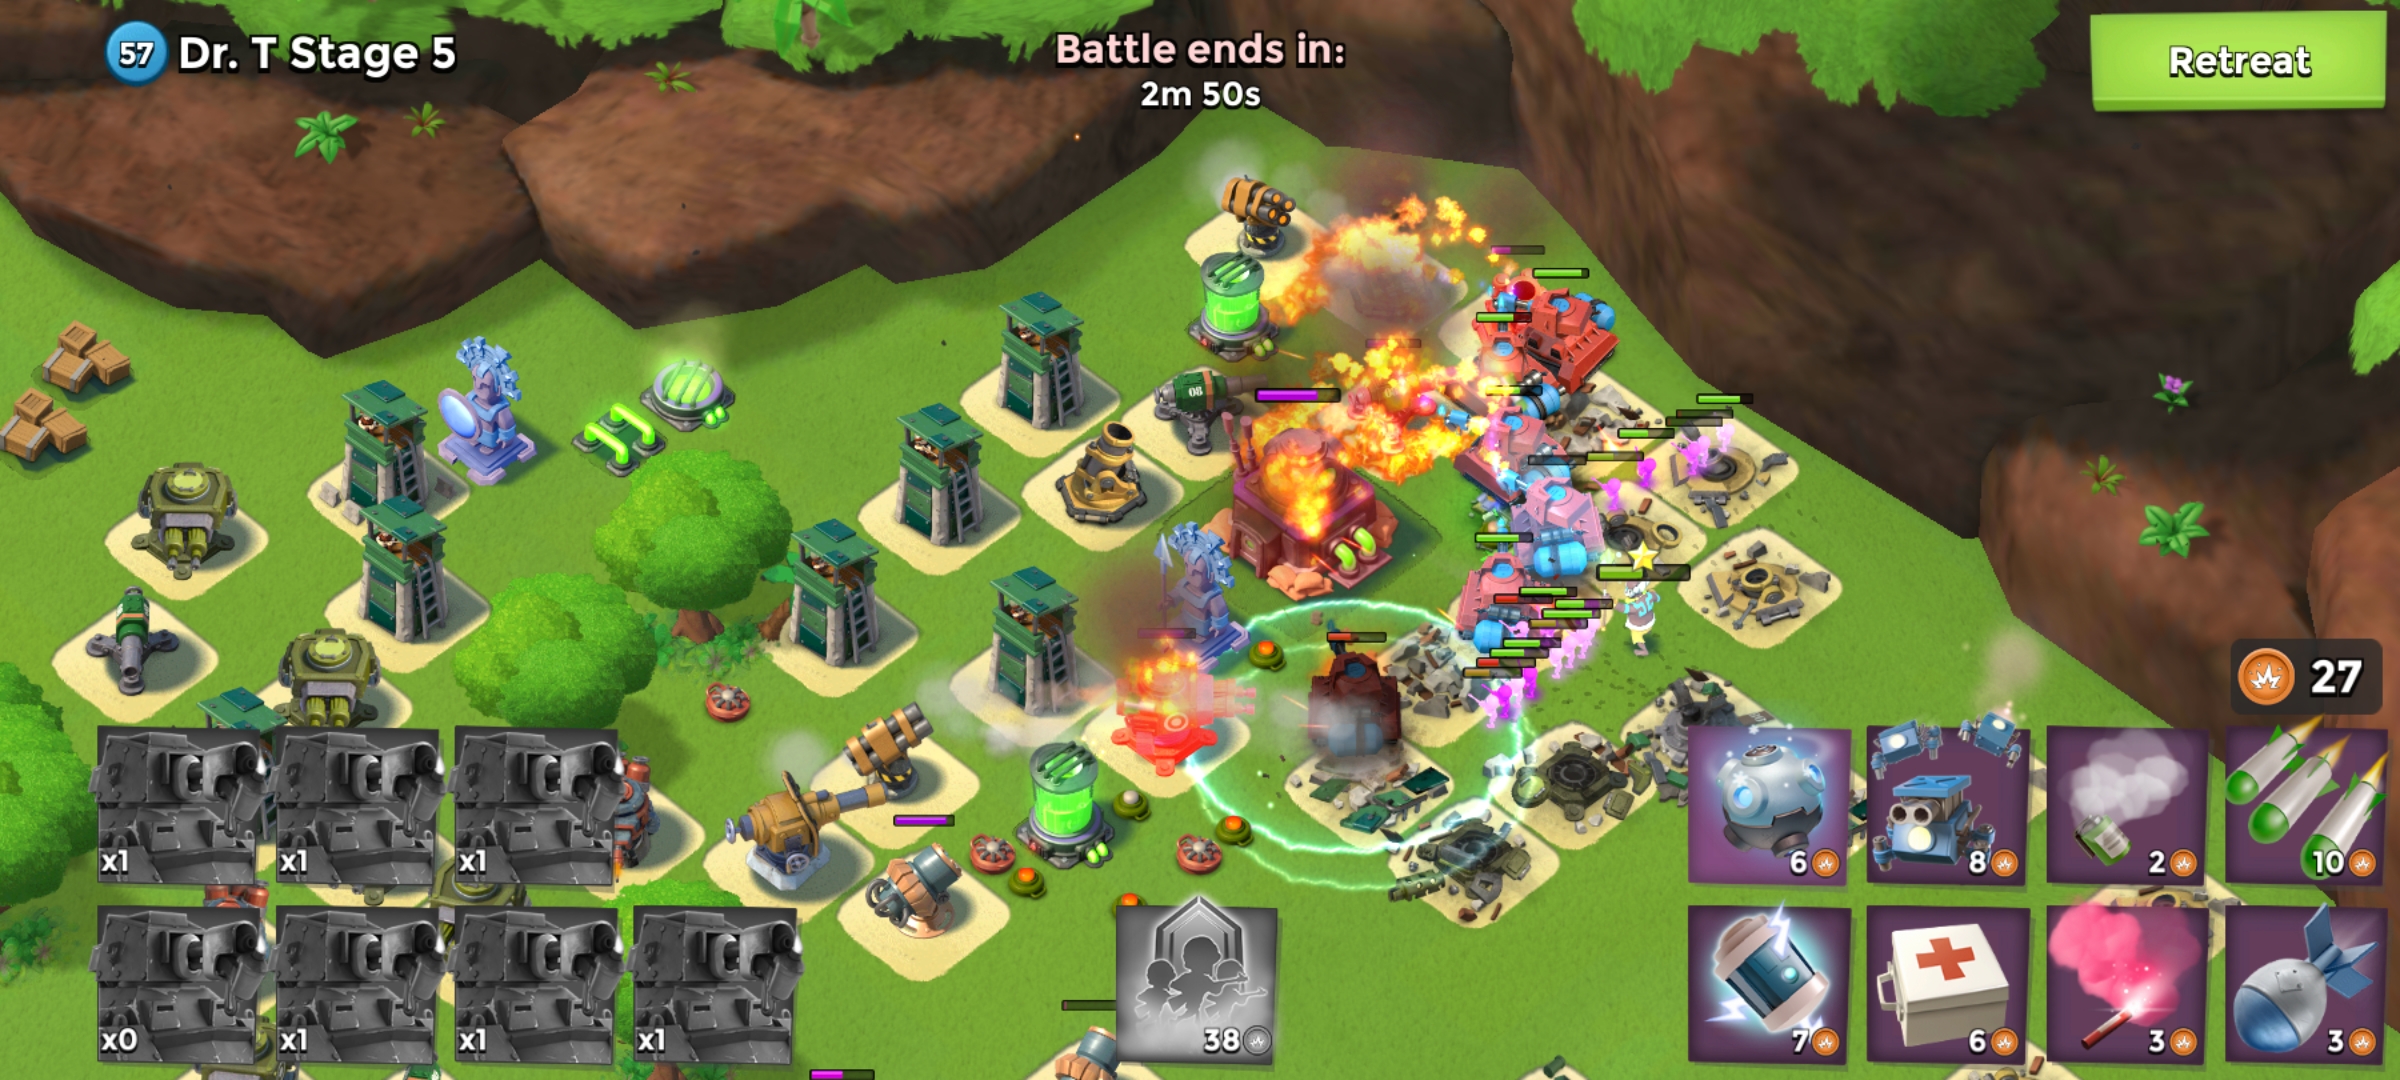 57 Dr. T Stage 5
Battle ends in:
2m 50s
Retreat
08
27
x1 x1 x1
6 8 2 10
x0 x1 x1 x1
38
7 6 3 3